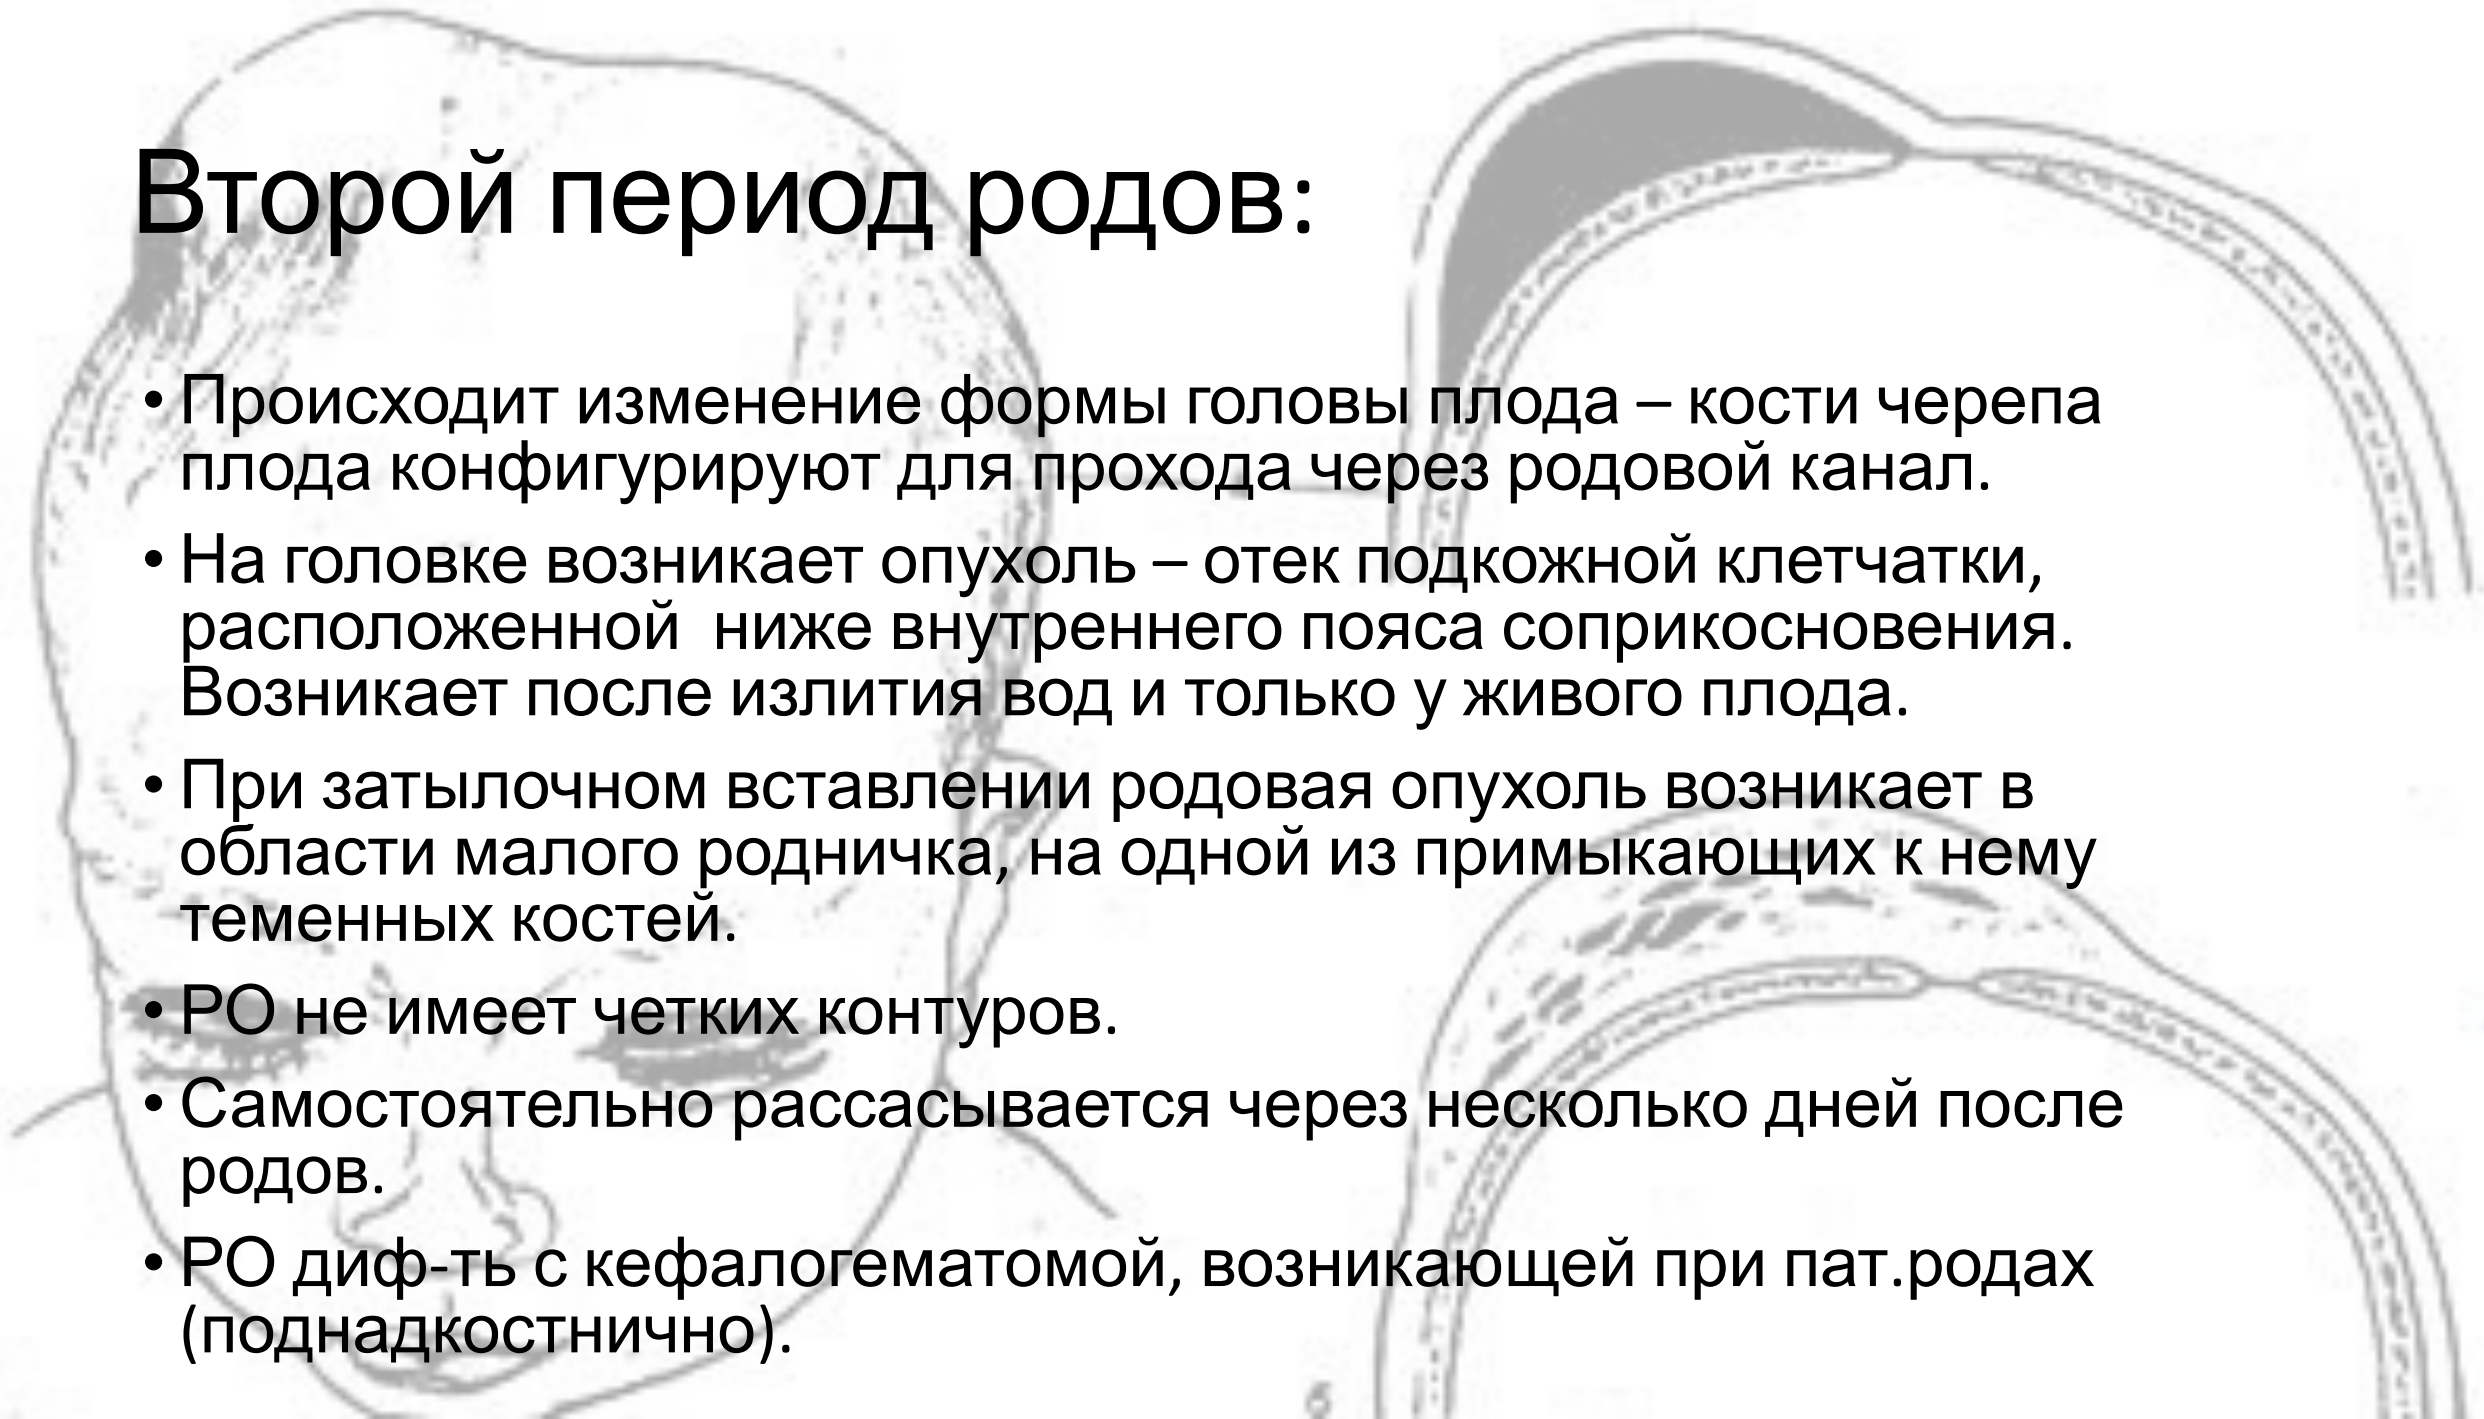 Второй период родов:
• Происходит изменение формы головы плода – кости черепа
плода конфигурируют для прохода через родовой канал.
• На головке возникает опухоль – отек подкожной клетчатки,
расположенной  ниже внутреннего пояса соприкосновения.
Возникает после излития вод и только у живого плода.
• При затылочном вставлении родовая опухоль возникает в
области малого родничка, на одной из примыкающих к нему
теменных костей.
• РО не имеет четких контуров.
• Самостоятельно рассасывается через несколько дней после
родов.
• РО диф-ть с кефалогематомой, возникающей при пат.родах
(поднадкостнично).
б